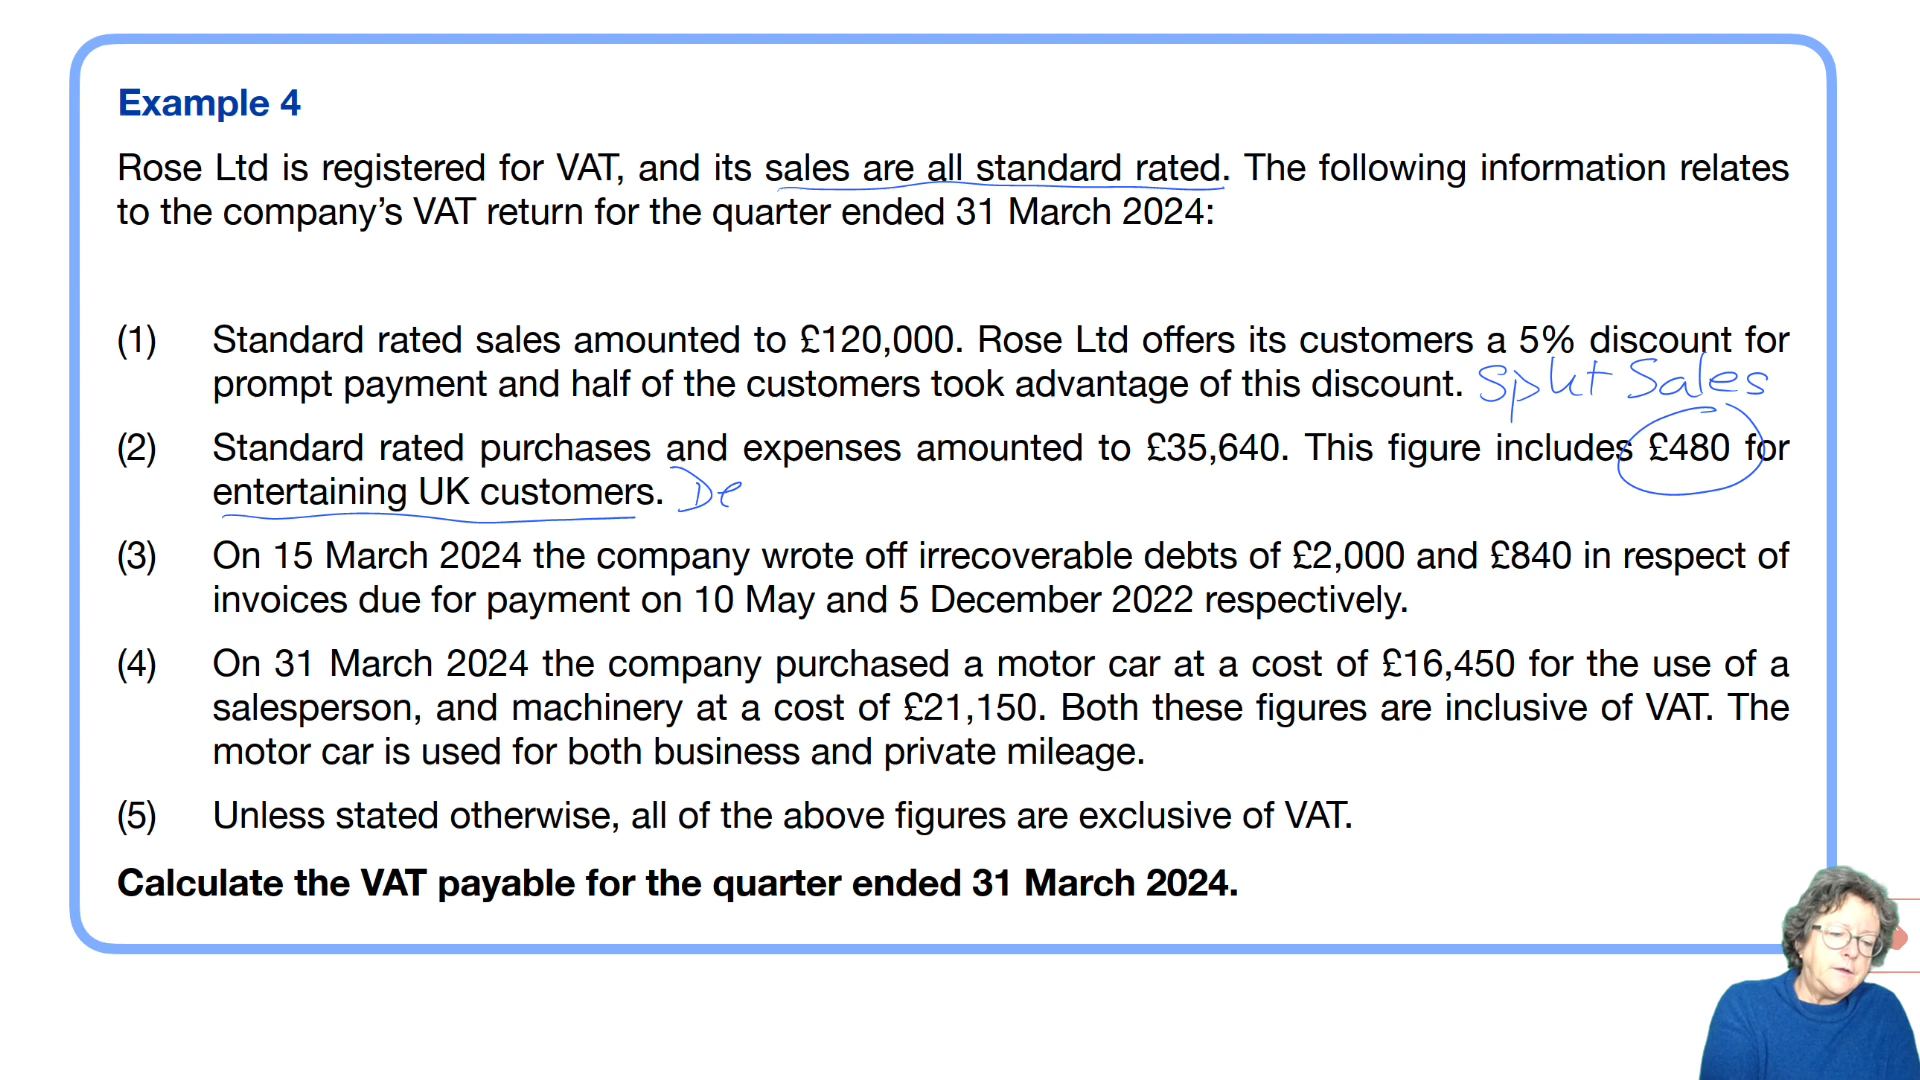 Example 4
Rose Ltd is registered for VAT, and its sales are all standard rated. The following information relates
to the company’s VAT return for the quarter ended 31 March 2024:
(1) Standard rated sales amounted to £120,000. Rose Ltd offers its customers a 5% discount for
prompt payment and half of the customers took advantage of this discount. Split Sales
(2) Standard rated purchases and expenses amounted to £35,640. This figure includes £480 for
entertaining UK customers. De
(3) On 15 March 2024 the company wrote off irrecoverable debts of £2,000 and £840 in respect of
invoices due for payment on 10 May and 5 December 2022 respectively.
(4) On 31 March 2024 the company purchased a motor car at a cost of £16,450 for the use of a
salesperson, and machinery at a cost of £21,150. Both these figures are inclusive of VAT. The
motor car is used for both business and private mileage.
(5) Unless stated otherwise, all of the above figures are exclusive of VAT.
Calculate the VAT payable for the quarter ended 31 March 2024.